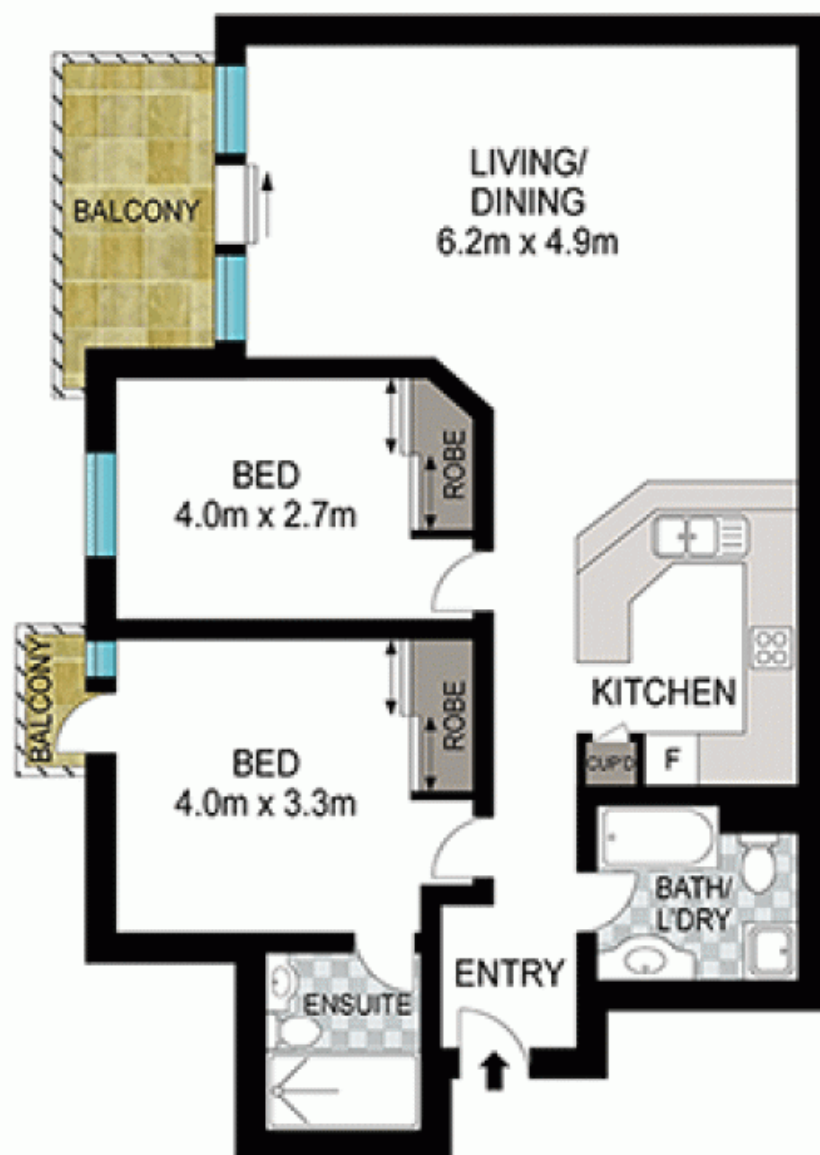 BALCONY
LIVING/
DINING
6.2m x 4.9m
BED
4.0m x 2.7m
ROBE
BALCONY
BED
4.0m x 3.3m
ROBE
KITCHEN
CUP'D
F
BATH/
L'DRY
ENTRY
ENSUITE